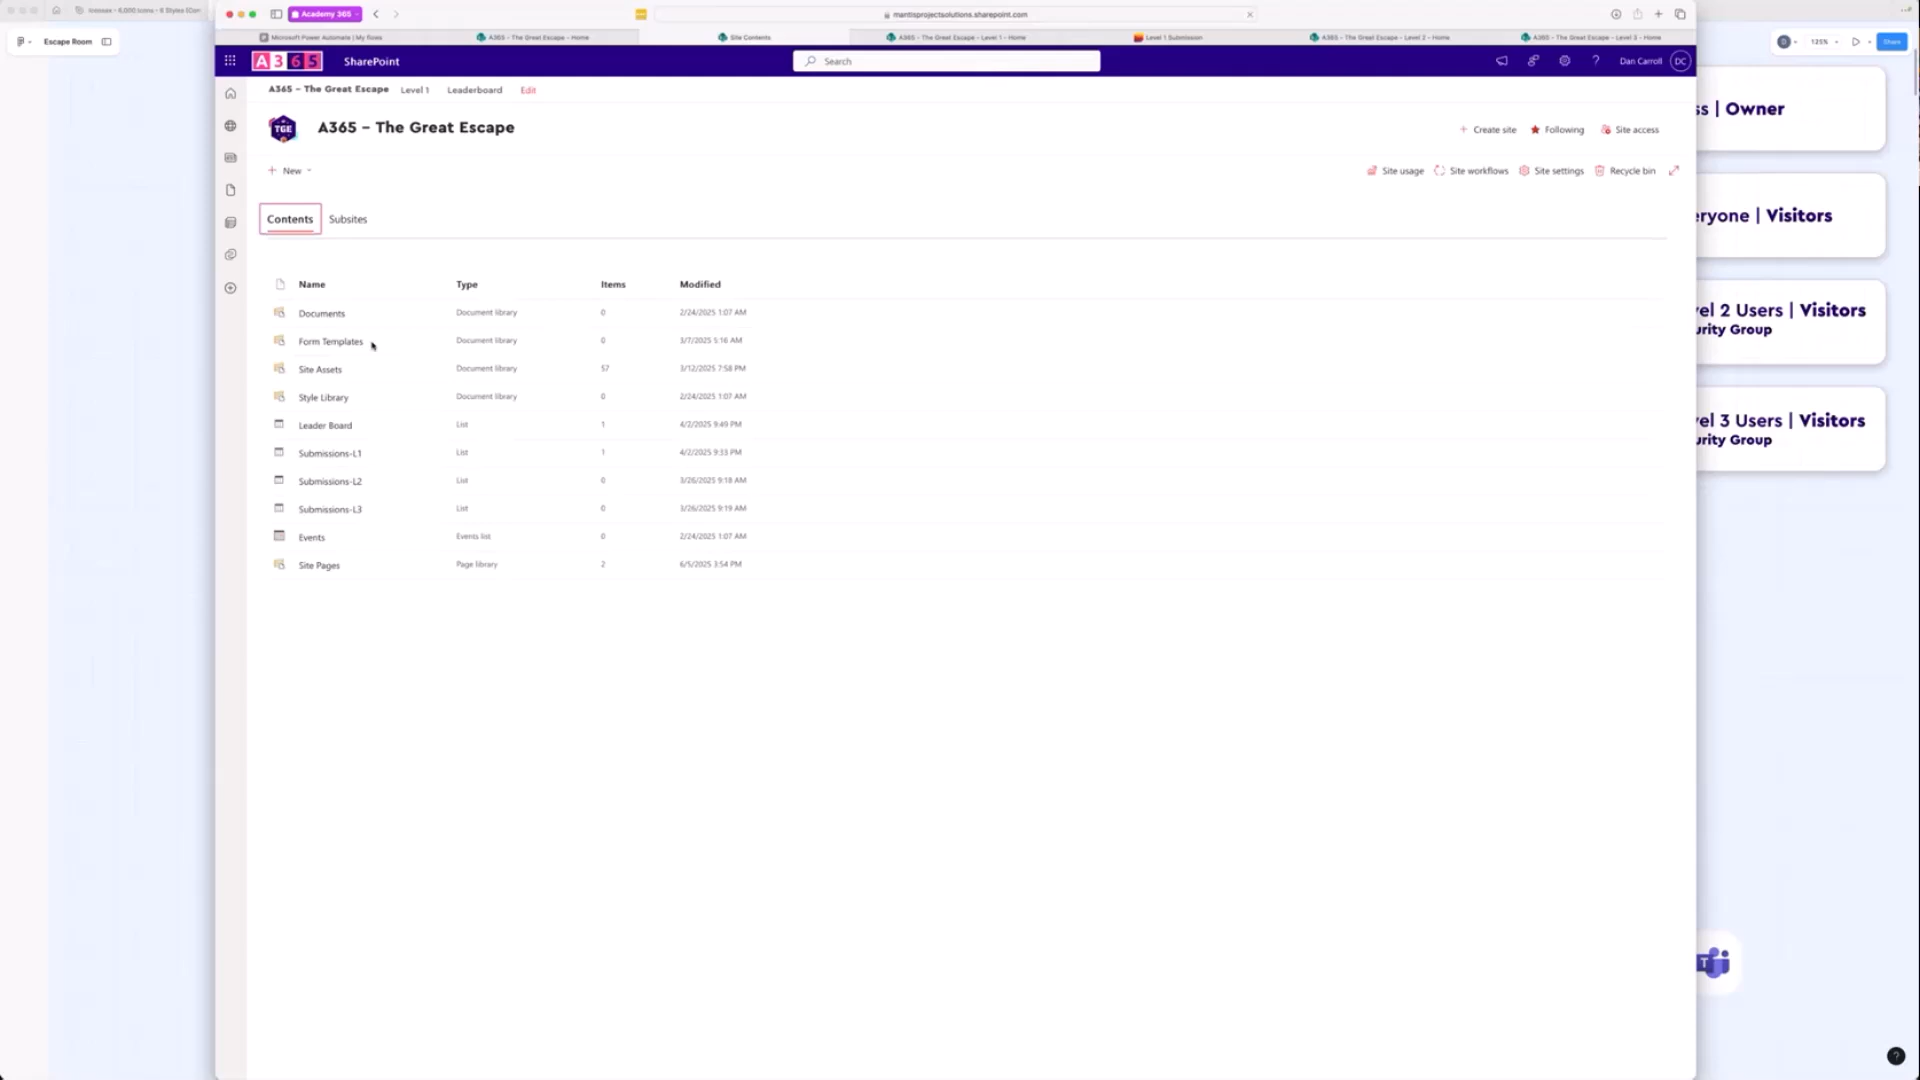 Escape Room
Academy 365
mantisprojectsolutions.sharepoint.com
125%
Share
Microsoft Power Automate | My flows
A365 - The Great Escape - Home
Site Contents
A365 - The Great Escape - Level 1 - Home
Level 1 Submission
A365 - The Great Escape - Level 2 - Home
A365 - The Great Escape - Level 3 - Home
A365
SharePoint
Search
Dan Carroll
DC
A365 - The Great Escape
Level 1
Leaderboard
Edit
TGE
A365 - The Great Escape
Create site
Following
Site access
New
Site usage
Site workflows
Site settings
Recycle bin
Contents
Subsites
Name Type Items Modified
Documents Document library 0 2/24/2025 1:07 AM
Form Templates Document library 0 3/7/2025 5:16 AM
Site Assets Document library 57 3/12/2025 7:58 PM
Style Library Document library 0 2/24/2025 1:07 AM
Leader Board List 1 4/2/2025 9:49 PM
Submissions-L1 List 1 4/2/2025 9:33 PM
Submissions-L2 List 0 3/26/2025 9:18 AM
Submissions-L3 List 0 3/26/2025 9:19 AM
Events Events list 0 2/24/2025 1:07 AM
Site Pages Page library 2 6/5/2025 3:54 PM
ss | Owner
eryone | Visitors
vel 2 Users | Visitors
urity Group
vel 3 Users | Visitors
urity Group
T
?